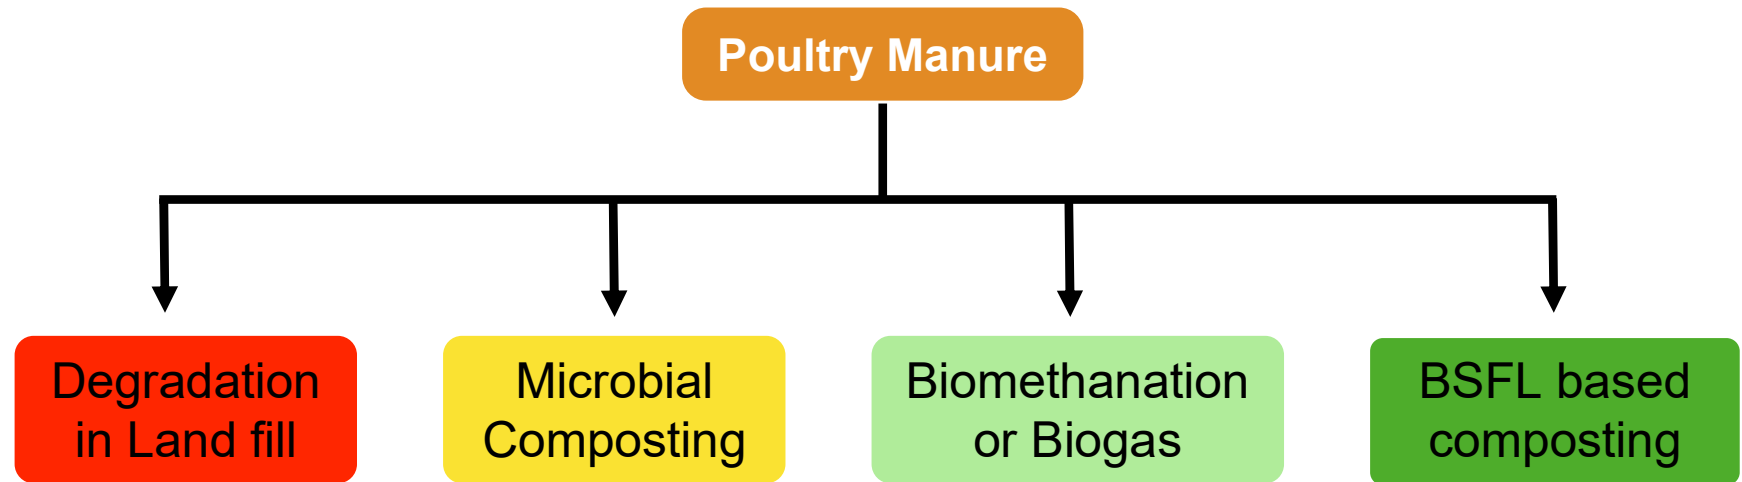 Poultry Manure
Degradation
in Land fill
Microbial
Composting
Biomethanation
or Biogas
BSFL based
composting